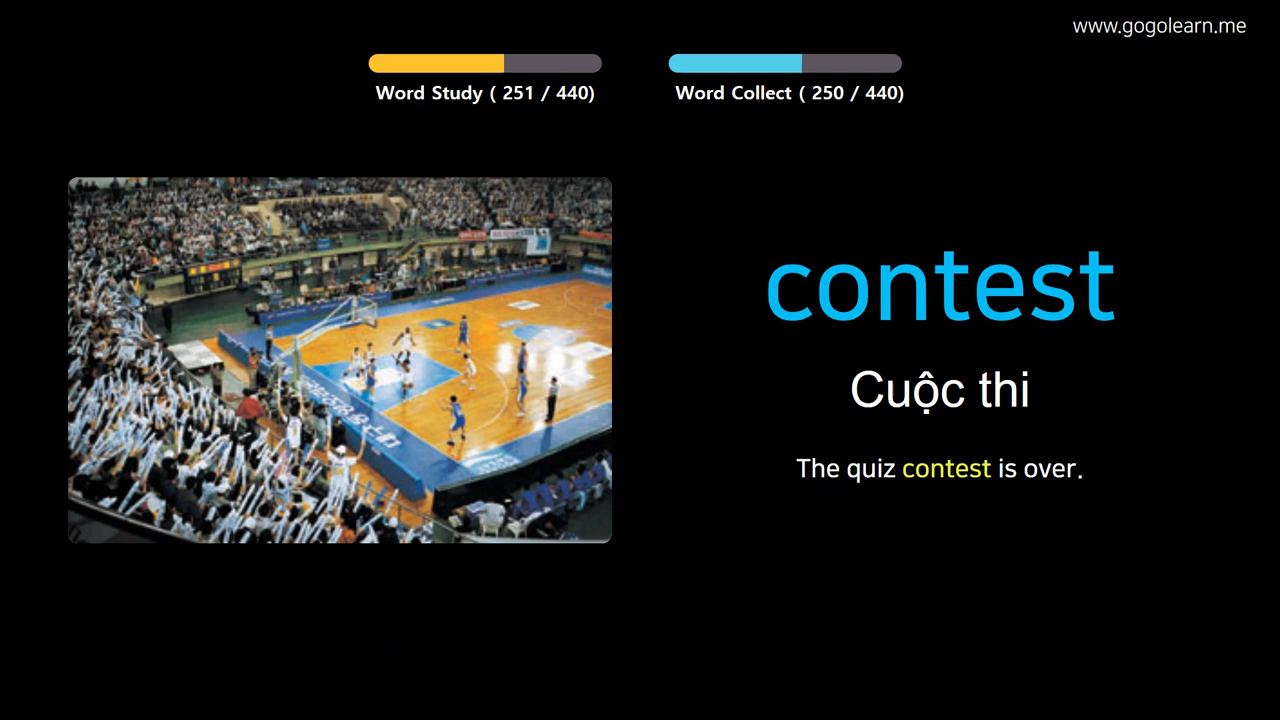 www.gogolearn.me
Word Study ( 251 / 440)
Word Collect ( 250 / 440)
contest
Cuộc thi
The quiz contest is over.